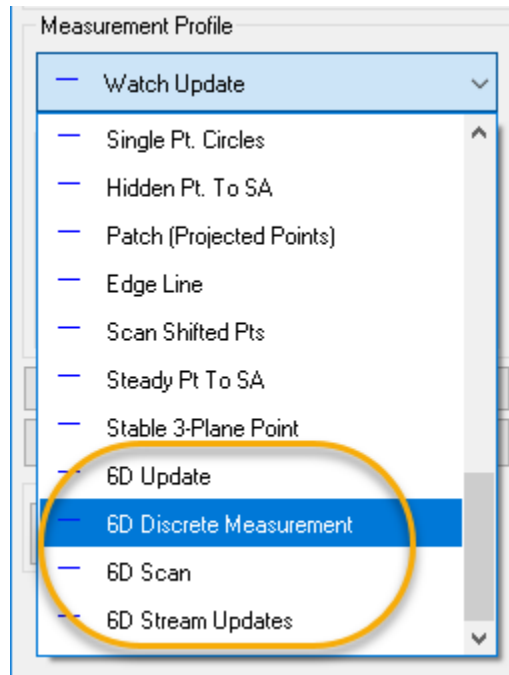 Measurement Profile
Watch Update
Single Pt. Circles
Hidden Pt. To SA
Patch (Projected Points)
Edge Line
Scan Shifted Pts
Steady Pt To SA
Stable 3-Plane Point
6D Update
6D Discrete Measurement
6D Scan
6D Stream Updates